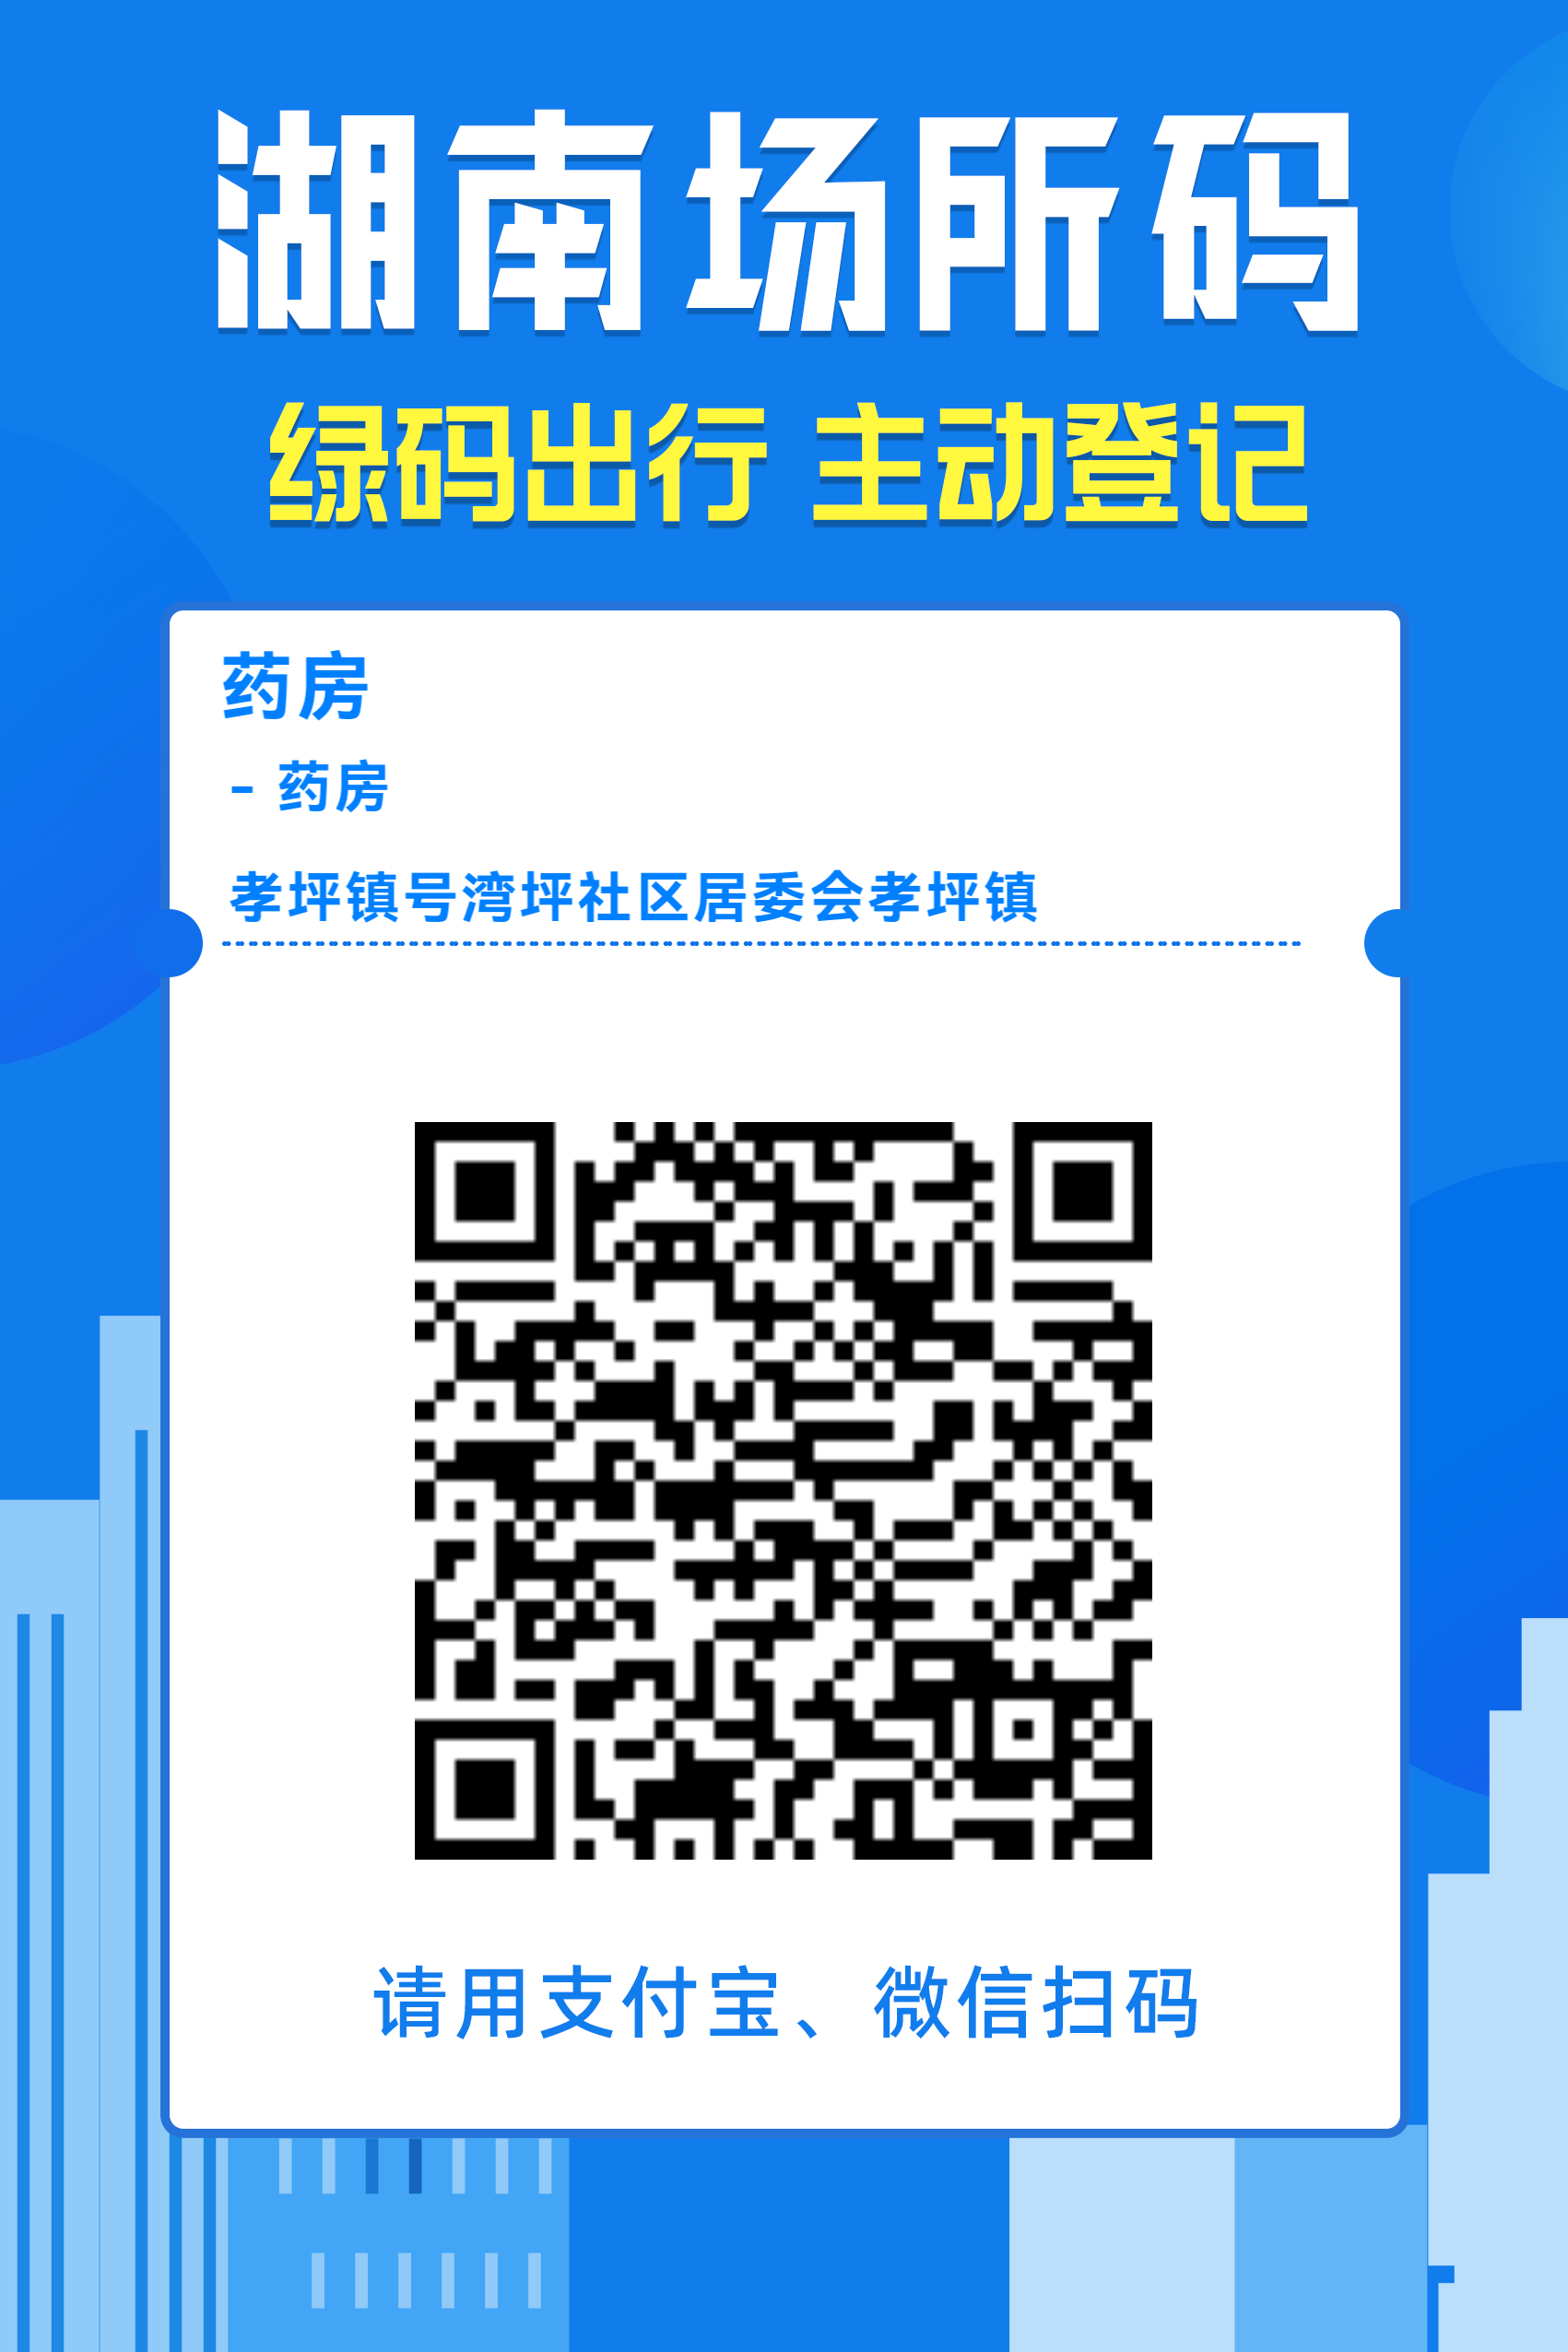 湖南场所码
绿码出行 主动登记
药房
- 药房
孝坪镇号湾坪社区居委会孝坪镇
请用支付宝、微信扫码